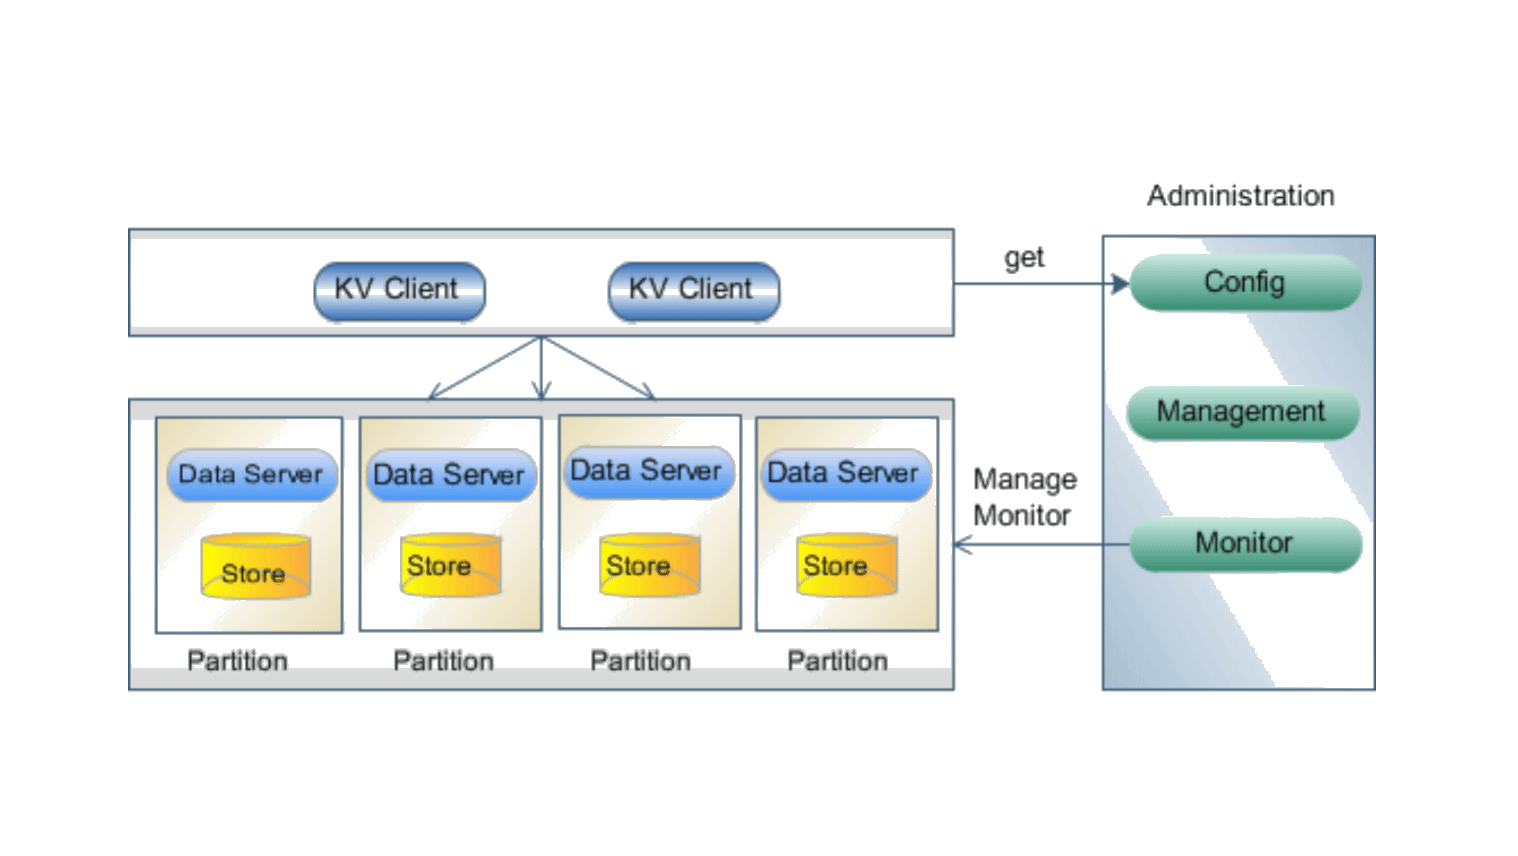 Administration
KV Client
KV Client
get
Config
Management
Data Server
Data Server
Data Server
Data Server
Manage
Monitor
Monitor
Store
Store
Store
Store
Partition
Partition
Partition
Partition